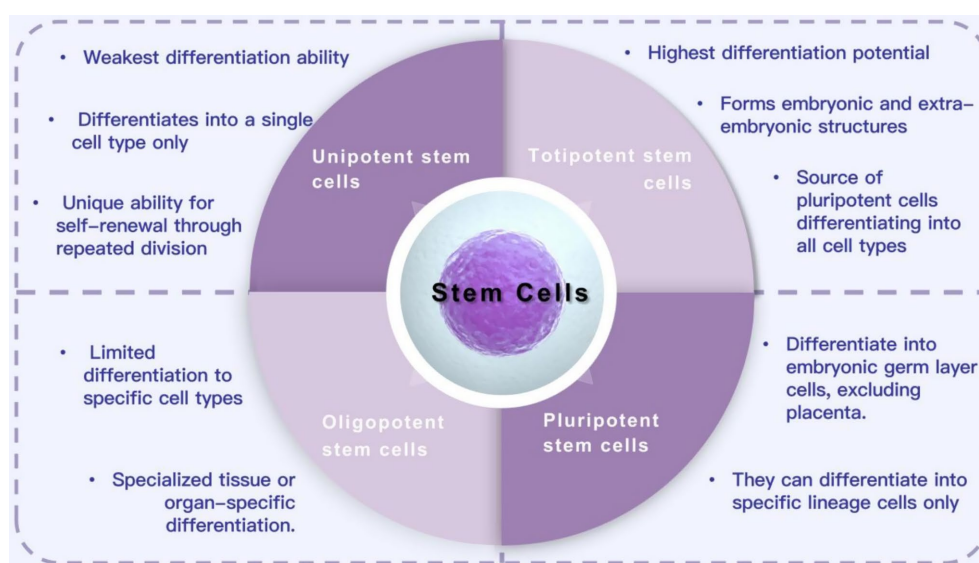 • Weakest differentiation ability
• Differentiates into a single
cell type only
• Unique ability for
self-renewal through
repeated division
Unipotent stem
cells
• Highest differentiation potential
• Forms embryonic and extra-
embryonic structures
• Source of
pluripotent cells
differentiating into
all cell types
Totipotent stem
cells
Stem Cells
• Limited
differentiation to
specific cell types
• Specialized tissue or
organ-specific
differentiation.
Oligopotent
stem cells
Pluripotent
stem cells
• Differentiate into
embryonic germ layer
cells, excluding
placenta.
• They can differentiate into
specific lineage cells only